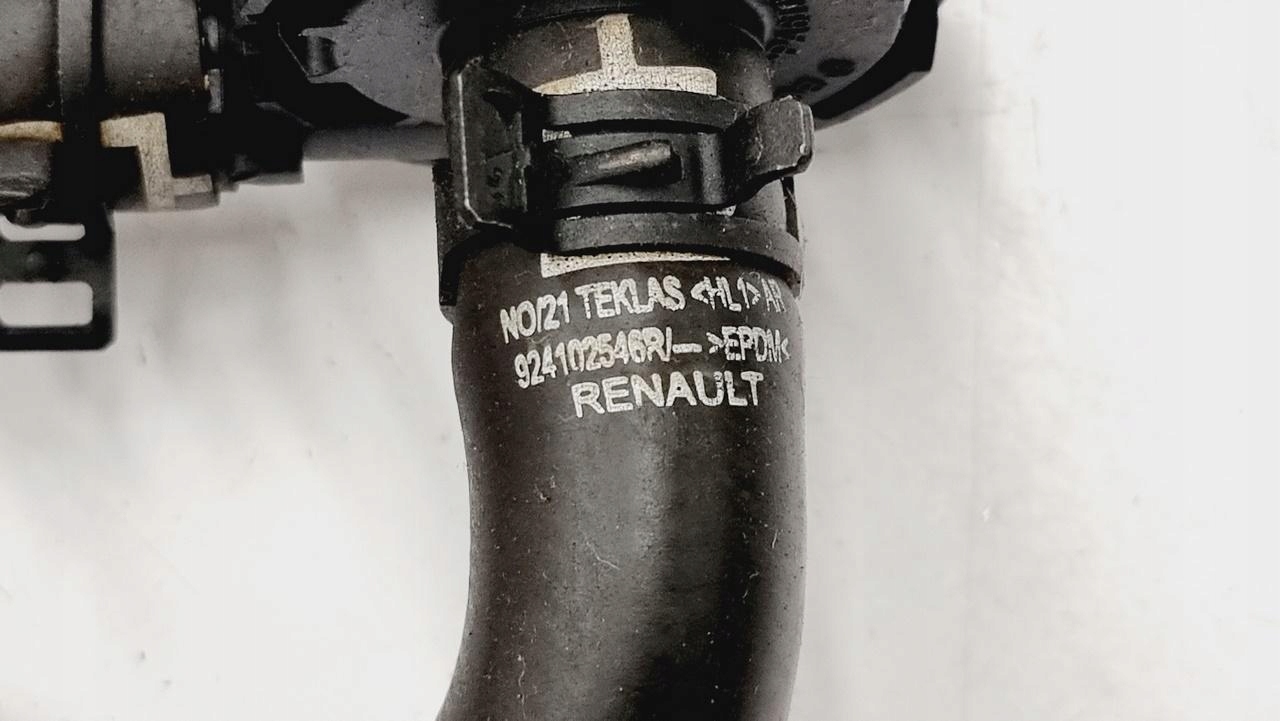 NO/21 TEKLAS <HL1> AR
924102546R/— >EPDM<
RENAULT